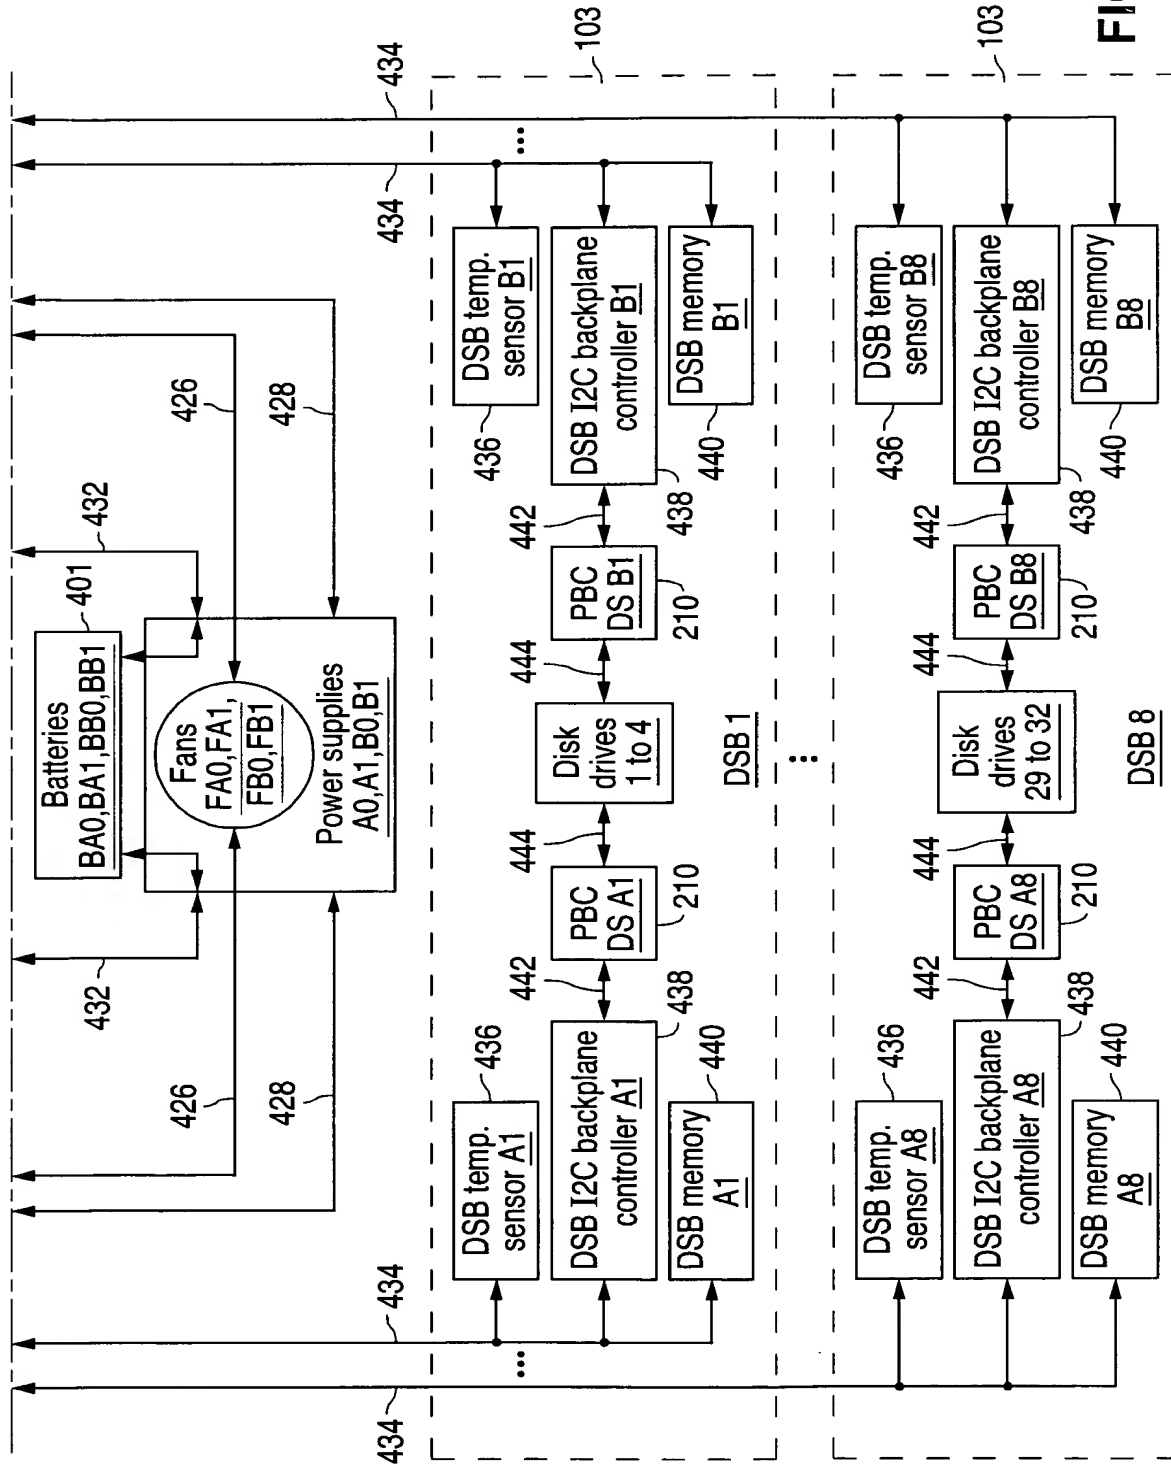 432
432
Batteries
BA0,BA1,BB0,BB1
401
426
426
Fans
FA0,FA1,
FB0,FB1
428
428
Power supplies
A0,A1,B0,B1
434
434
434
434
103
DSB temp.
sensor A1
436
DSB I2C backplane
controller A1
438
DSB memory
A1
440
442
PBC
DS A1
210
444
Disk
drives
1 to 4
444
PBC
DS B1
210
442
DSB temp.
sensor B1
436
DSB I2C backplane
controller B1
438
DSB memory
B1
440
DSB 1
103
DSB temp.
sensor A8
436
DSB I2C backplane
controller A8
438
DSB memory
A8
440
442
PBC
DS A8
210
444
Disk
drives
29 to 32
444
PBC
DS B8
210
442
DSB temp.
sensor B8
436
DSB I2C backplane
controller B8
438
DSB memory
B8
440
DSB 8